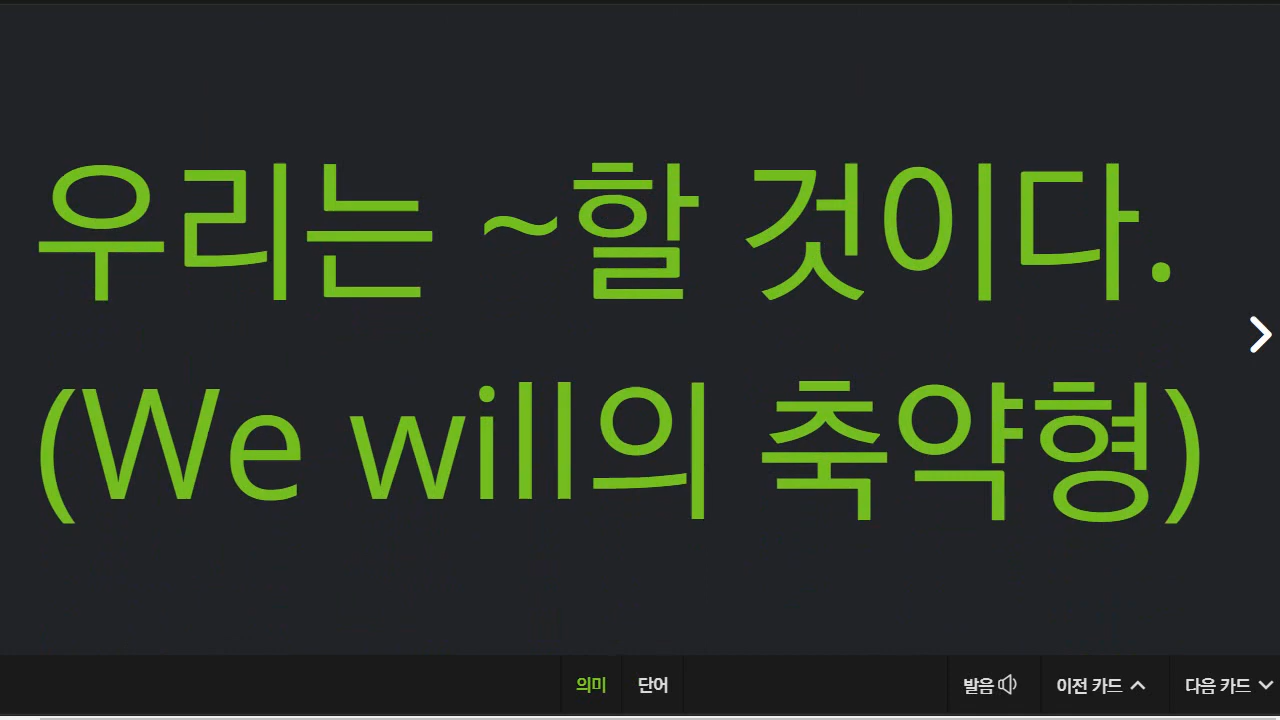 우리는 ~할 것이다.
(We will의 축약형)
의미 단어 발음 이전 카드 다음 카드